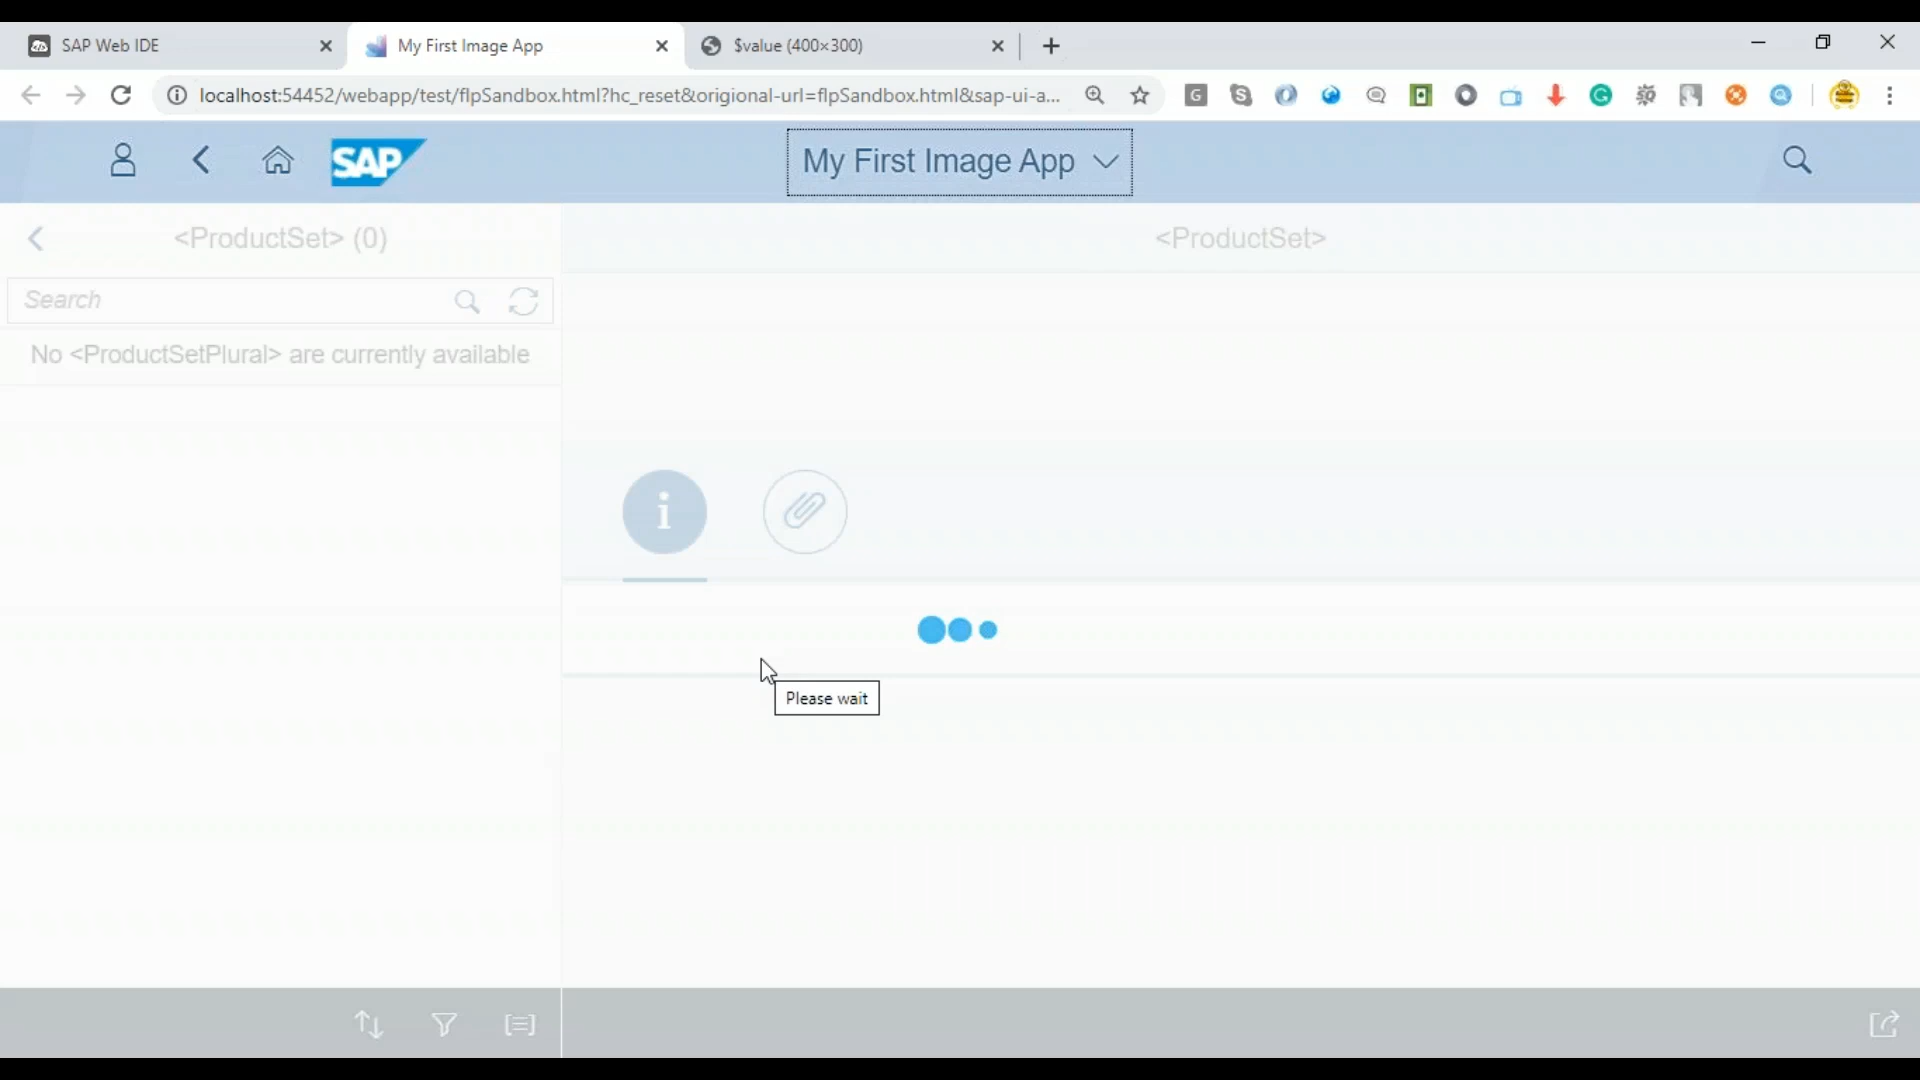 SAP Web IDE
My First Image App
$value (400×300)
localhost:54452/webapp/test/flpSandbox.html?hc_reset&origional-url=flpSandbox.html&sap-ui-a...
SAP
My First Image App
<ProductSet> (0)
<ProductSet>
Search
No <ProductSetPlural> are currently available
Please wait